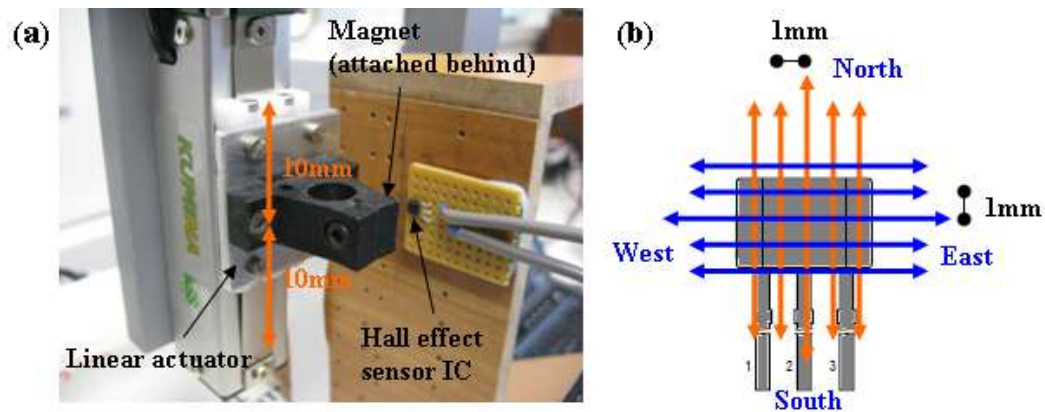 (a)
Magnet
(attached behind)
10mm
10mm
KURODA
Linear actuator
Hall effect
sensor IC
(b)
1mm
North
1mm
West
East
1
2
3
South